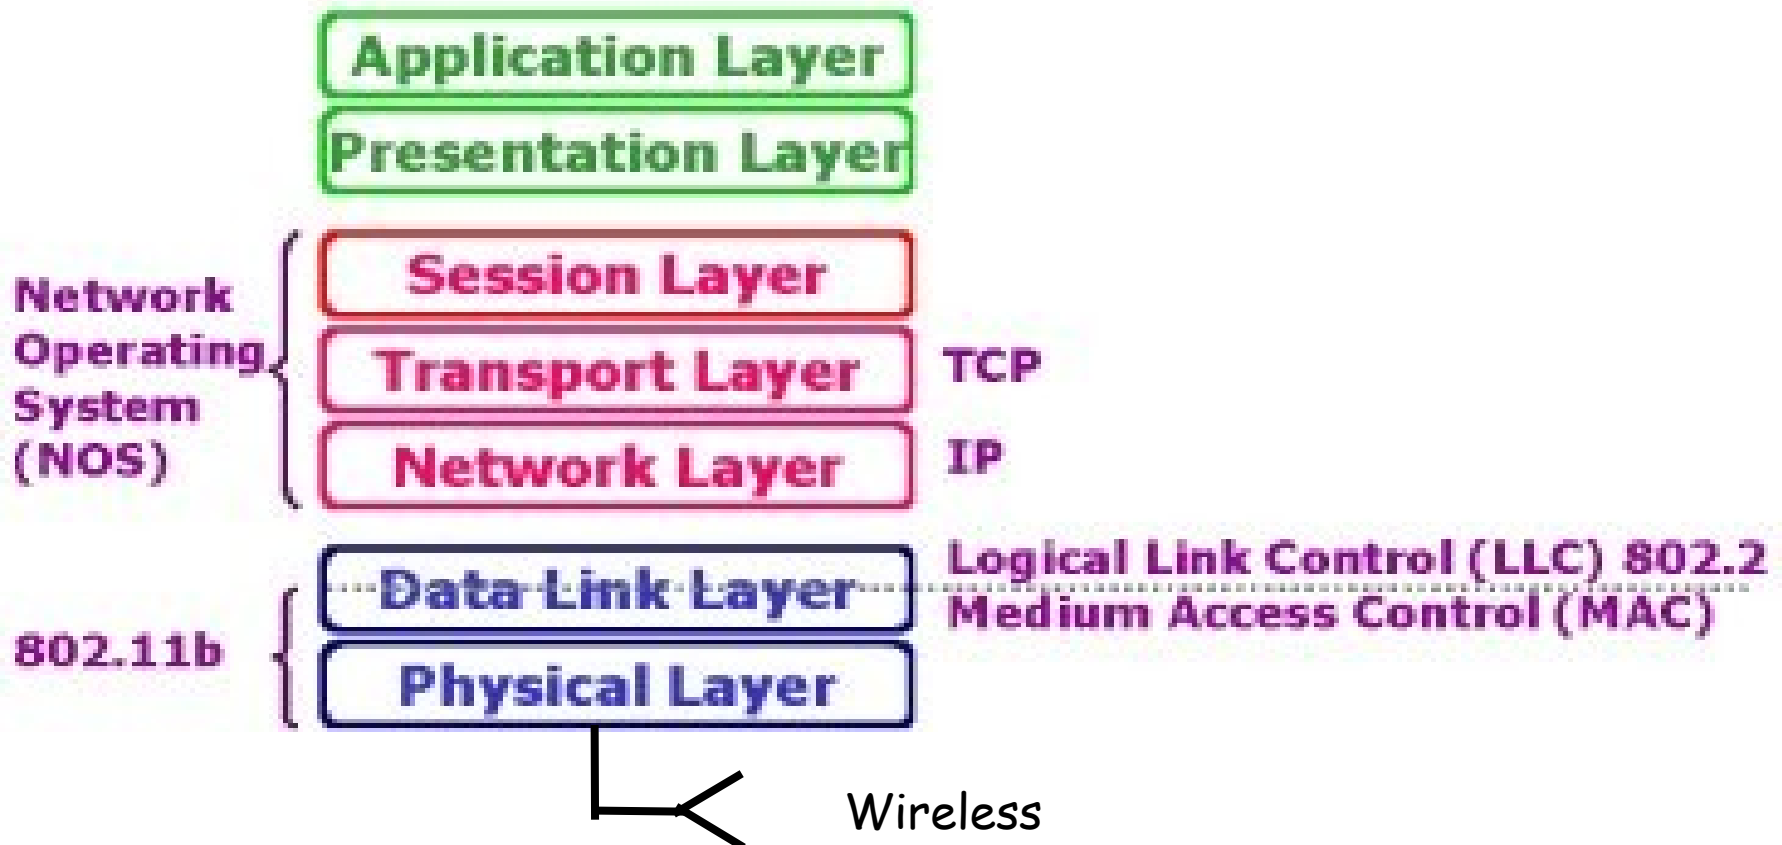 Application Layer
Presentation Layer
Network
Operating
System
(NOS)
Session Layer
Transport Layer
TCP
Network Layer
IP
802.11b
Data Link Layer
Logical Link Control (LLC) 802.2
Medium Access Control (MAC)
Physical Layer
Wireless